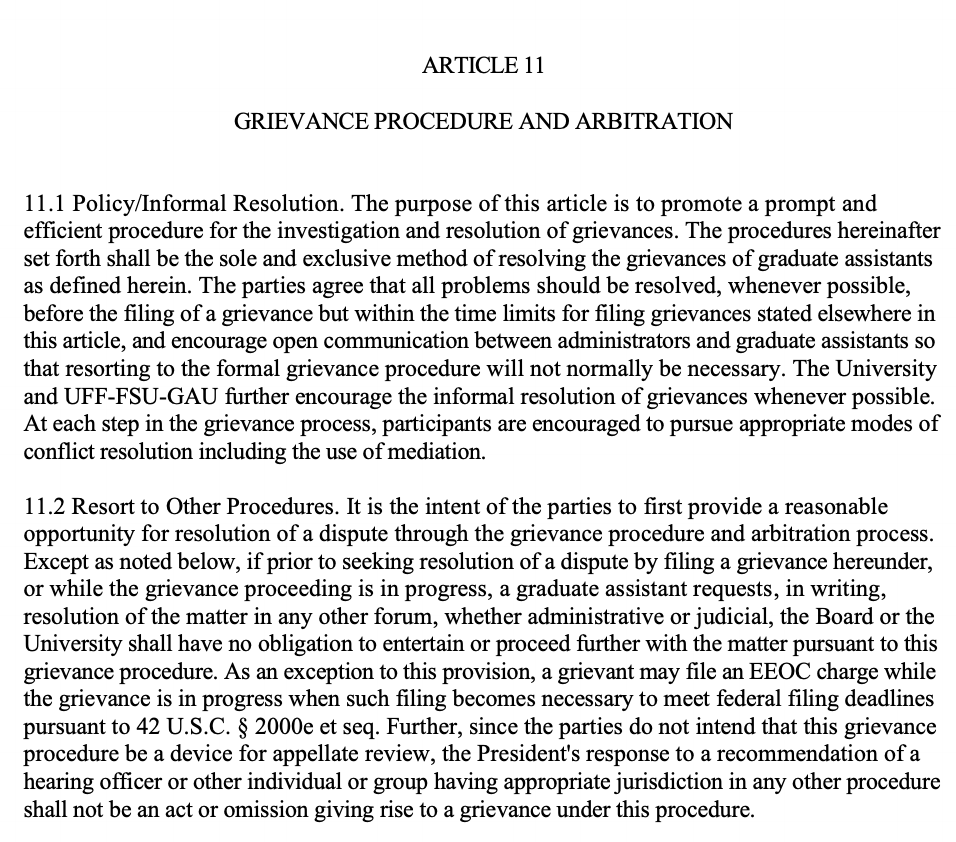 ARTICLE 11
GRIEVANCE PROCEDURE AND ARBITRATION
11.1 Policy/Informal Resolution. The purpose of this article is to promote a prompt and
efficient procedure for the investigation and resolution of grievances. The procedures hereinafter
set forth shall be the sole and exclusive method of resolving the grievances of graduate assistants
as defined herein. The parties agree that all problems should be resolved, whenever possible,
before the filing of a grievance but within the time limits for filing grievances stated elsewhere in
this article, and encourage open communication between administrators and graduate assistants so
that resorting to the formal grievance procedure will not normally be necessary. The University
and UFF-FSU-GAU further encourage the informal resolution of grievances whenever possible.
At each step in the grievance process, participants are encouraged to pursue appropriate modes of
conflict resolution including the use of mediation.
11.2 Resort to Other Procedures. It is the intent of the parties to first provide a reasonable
opportunity for resolution of a dispute through the grievance procedure and arbitration process.
Except as noted below, if prior to seeking resolution of a dispute by filing a grievance hereunder,
or while the grievance proceeding is in progress, a graduate assistant requests, in writing,
resolution of the matter in any other forum, whether administrative or judicial, the Board or the
University shall have no obligation to entertain or proceed further with the matter pursuant to this
grievance procedure. As an exception to this provision, a grievant may file an EEOC charge while
the grievance is in progress when such filing becomes necessary to meet federal filing deadlines
pursuant to 42 U.S.C. § 2000e et seq. Further, since the parties do not intend that this grievance
procedure be a device for appellate review, the President's response to a recommendation of a
hearing officer or other individual or group having appropriate jurisdiction in any other procedure
shall not be an act or omission giving rise to a grievance under this procedure.